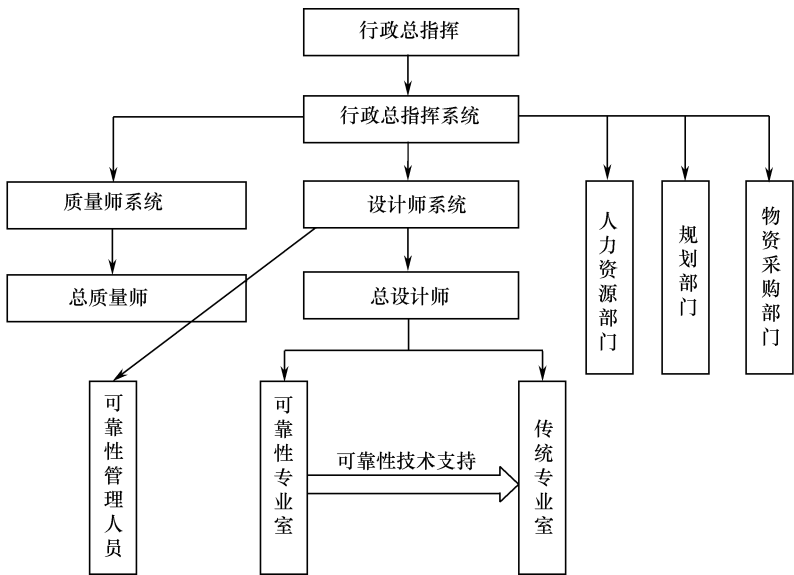 行政总指挥
行政总指挥系统
质量师系统
设计师系统
总质量师
总设计师
人力资源部门
规划部门
物资采购部门
可靠性管理人员
可靠性专业室
可靠性技术支持
传统专业室